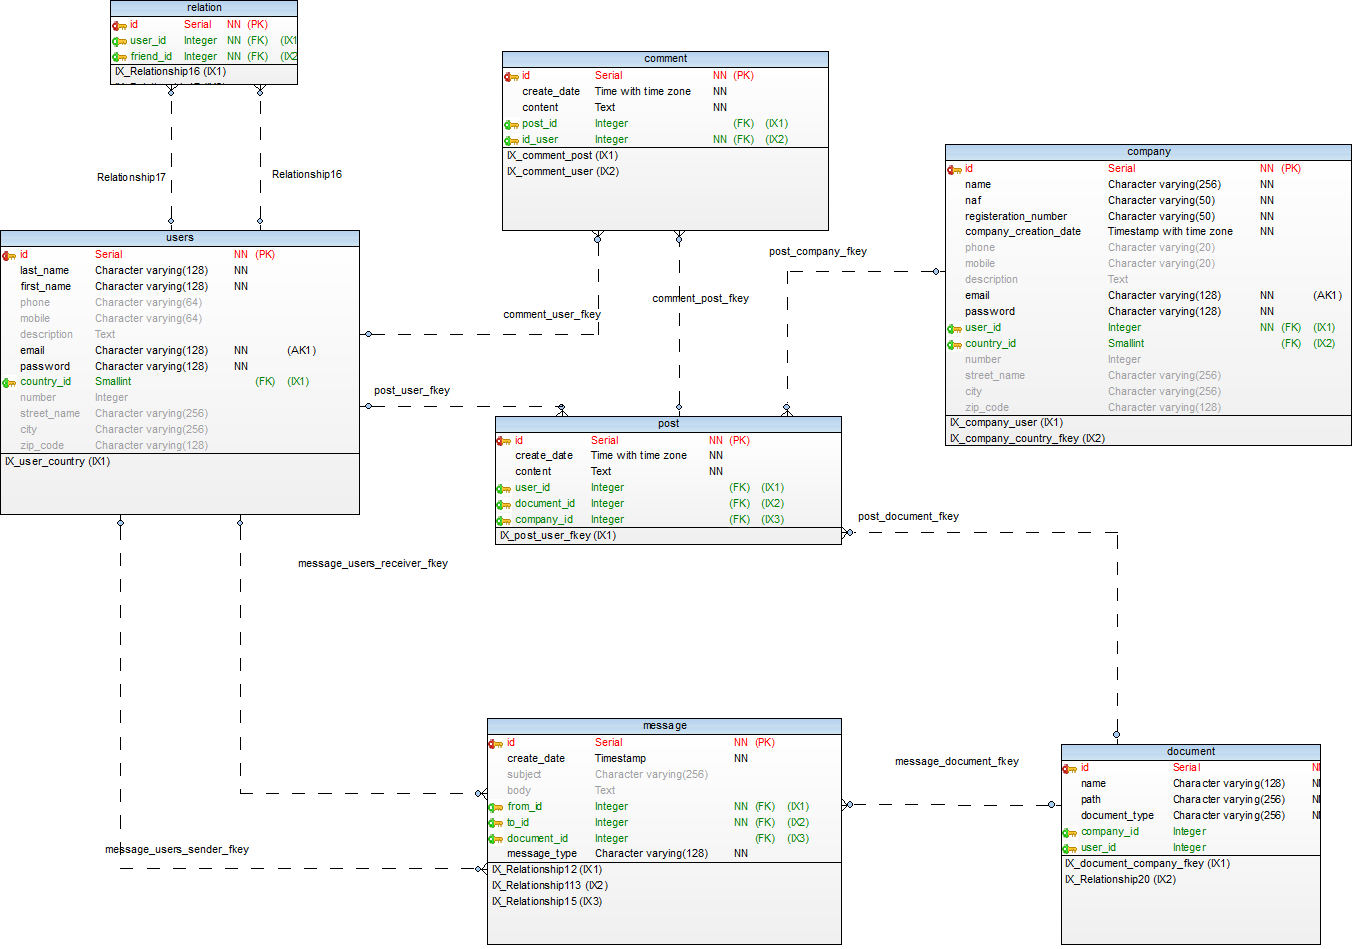 relation
id Serial NN (PK)
user_id Integer NN (FK) (IX1
friend_id Integer NN (FK) (IX2
IX_Relationship16 (IX1)
Relationship17
Relationship16
users
id Serial NN (PK)
last_name Character varying(128) NN
first_name Character varying(128) NN
phone Character varying(64)
mobile Character varying(64)
description Text
email Character varying(128) NN (AK1)
password Character varying(128) NN
country_id Smallint (FK) (IX1)
number Integer
street_name Character varying(256)
city Character varying(256)
zip_code Character varying(128)
IX_user_country (IX1)
comment
id Serial NN (PK)
create_date Time with time zone NN
content Text NN
post_id Integer (FK) (IX1)
id_user Integer NN (FK) (IX2)
IX_comment_post (IX1)
IX_comment_user (IX2)
company
id Serial NN (PK)
name Character varying(256) NN
naf Character varying(50) NN
registeration_number Character varying(50) NN
company_creation_date Timestamp with time zone NN
phone Character varying(20)
mobile Character varying(20)
description Text
email Character varying(128) NN (AK1)
password Character varying(128) NN
user_id Integer NN (FK) (IX1)
country_id Smallint (FK) (IX2)
number Integer
street_name Character varying(256)
city Character varying(256)
zip_code Character varying(128)
IX_company_user (IX1)
IX_company_country_fkey (IX2)
post_company_fkey
comment_post_fkey
comment_user_fkey
post_user_fkey
post
id Serial NN (PK)
create_date Time with time zone NN
content Text NN
user_id Integer (FK) (IX1)
document_id Integer (FK) (IX2)
company_id Integer (FK) (IX3)
IX_post_user_fkey (IX1)
post_document_fkey
message_users_receiver_fkey
message_users_sender_fkey
message
id Serial NN (PK)
create_date Timestamp NN
subject Character varying(256)
body Text
from_id Integer NN (FK) (IX1)
to_id Integer NN (FK) (IX2)
document_id Integer (FK) (IX3)
message_type Character varying(128) NN
IX_Relationship12 (IX1)
IX_Relationship113 (IX2)
IX_Relationship15 (IX3)
message_document_fkey
document
id Serial N
name Character varying(128) N
path Character varying(256) N
document_type Character varying(256) N
company_id Integer
user_id Integer
IX_document_company_fkey (IX1)
IX_Relationship20 (IX2)